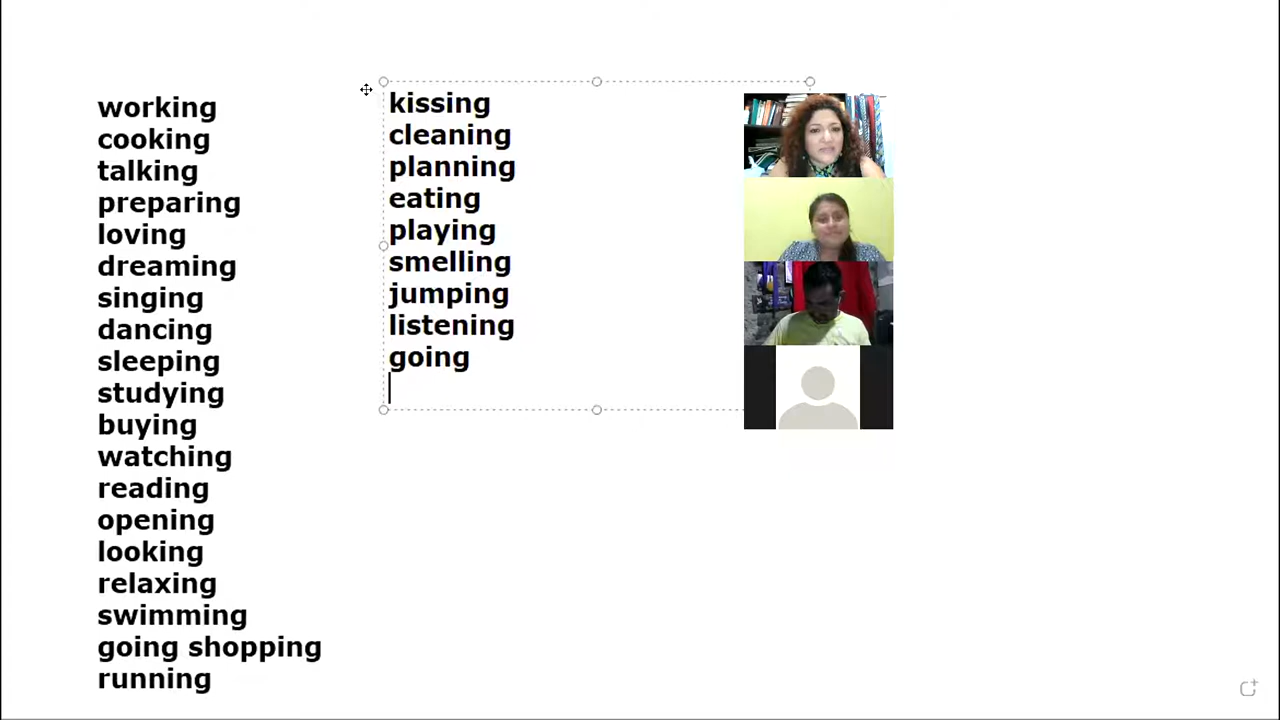 working
cooking
talking
preparing
loving
dreaming
singing
dancing
sleeping
studying
buying
watching
reading
opening
looking
relaxing
swimming
going shopping
running
kissing
cleaning
planning
eating
playing
smelling
jumping
listening
going